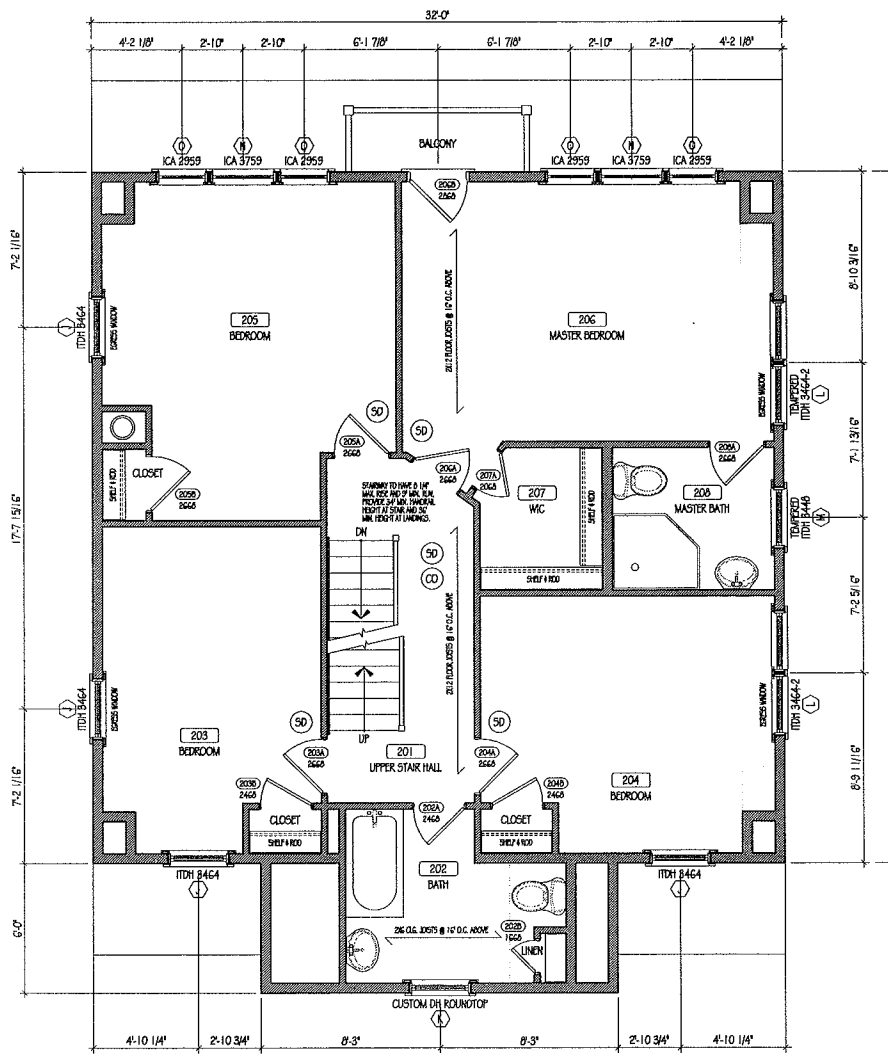 32'-0"
4'-2 1/8" 2'-10" 2'-10" 6'-1 7/8" 6'-1 7/8" 2'-10" 2'-10" 4'-2 1/8"
BALCONY
O N O O N O
ICA 2959 ICA 3759 ICA 2959 ICA 2959 ICA 3759 ICA 2959
206B
2868
7'-2 1/16"
8'-10 3/16"
J
ITDH 3464
EGRESS WINDOW
205
BEDROOM
2X12 FLOOR JOISTS @ 16" O.C. ABOVE
206
MASTER BEDROOM
EGRESS WINDOW
TEMPERED
ITDH 3464-2
L
SD
SD
205A
2668
206A
2668
207A
2068
208A
2668
7'-1 13/16"
CLOSET
SHELF & ROD
205B
2668
STAIRWAY TO HAVE 8 1/4"
MAX. RISE AND 9" MIN. RUN.
PROVIDE 34" MIN. HANDRAIL
HEIGHT AT STAIR AND 36"
MIN. HEIGHT AT LANDINGS.
207
WIC
SHELF & ROD
SHELF & ROD
208
MASTER BATH
TEMPERED
ITDH 3448
M
17'-7 15/16"
DN
SD
CO
2X12 FLOOR JOISTS @ 16" O.C. ABOVE
7'-2 5/16"
J
ITDH 3464
EGRESS WINDOW
203
BEDROOM
SD
203A
2668
UP
201
UPPER STAIR HALL
SD
204A
2668
EGRESS WINDOW
ITDH 3464-2
L
204
BEDROOM
7'-2 1/16"
8'-9 11/16"
203B
2468
CLOSET
SHELF & ROD
202A
2468
204B
2468
CLOSET
SHELF & ROD
ITDH 3464
J
202
BATH
ITDH 3464
J
6'-0"
2X6 CLG. JOISTS @ 16" O.C. ABOVE
202B
1668
LINEN
CUSTOM DH ROUNDTOP
K
4'-10 1/4" 2'-10 3/4" 8'-3" 8'-3" 2'-10 3/4" 4'-10 1/4"